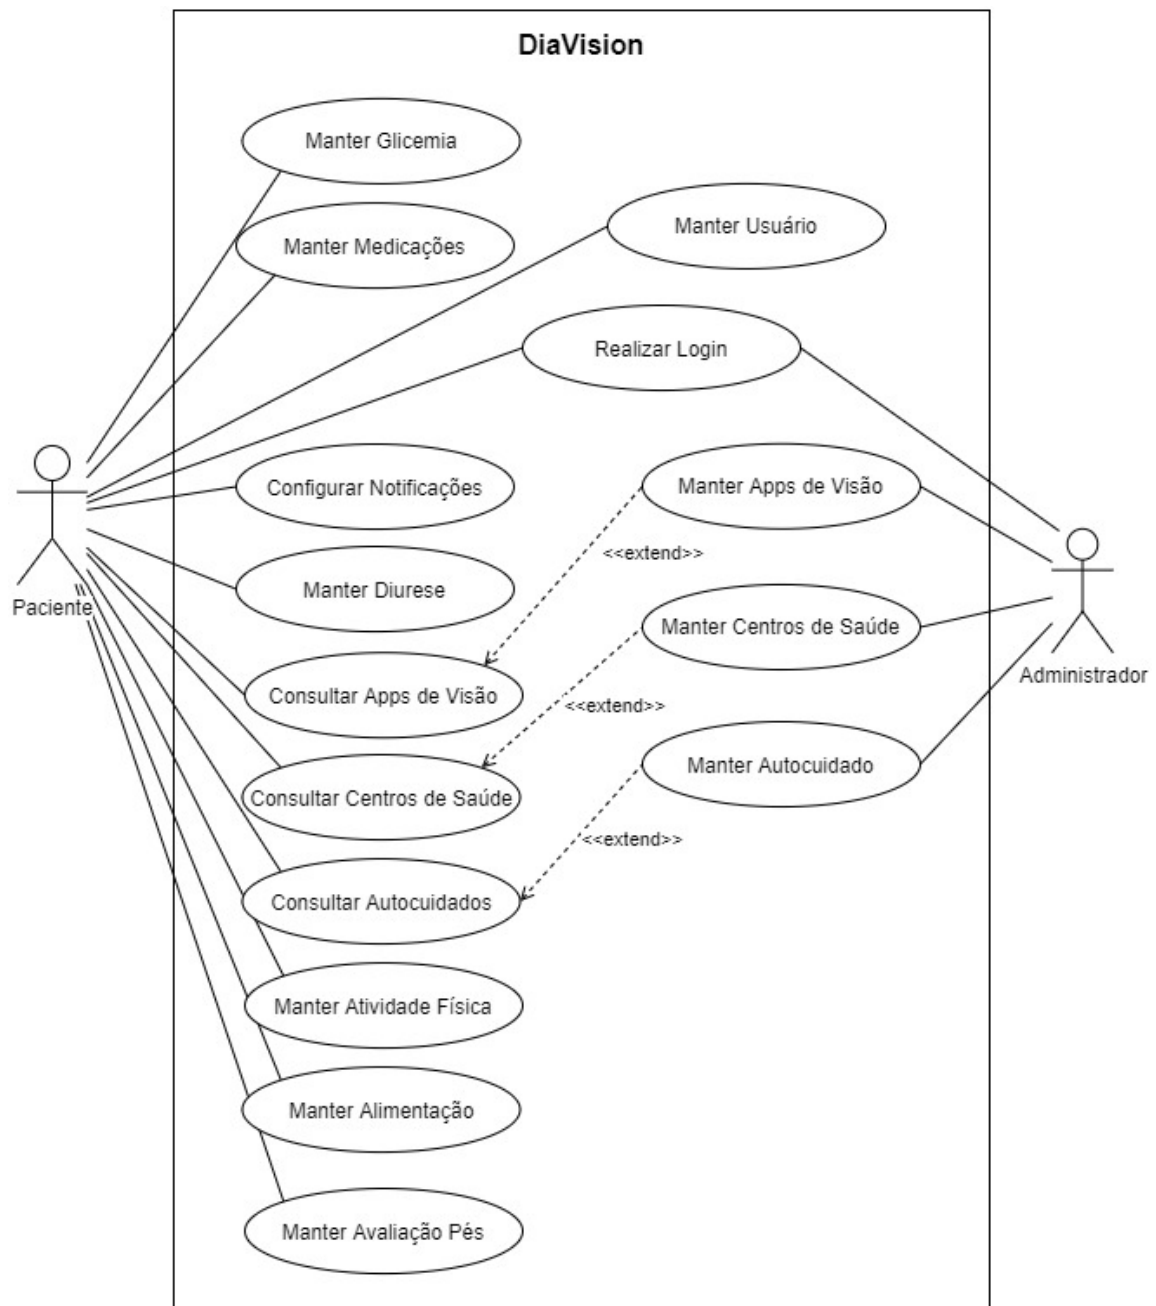 DiaVision
Manter Glicemia
Manter Usuário
Manter Medicações
Realizar Login
Configurar Notificações
Manter Apps de Visão
<<extend>>
Manter Diurese
Paciente
Manter Centros de Saúde
Administrador
Consultar Apps de Visão
<<extend>>
Manter Autocuidado
Consultar Centros de Saúde
<<extend>>
Consultar Autocuidados
Manter Atividade Física
Manter Alimentação
Manter Avaliação Pés